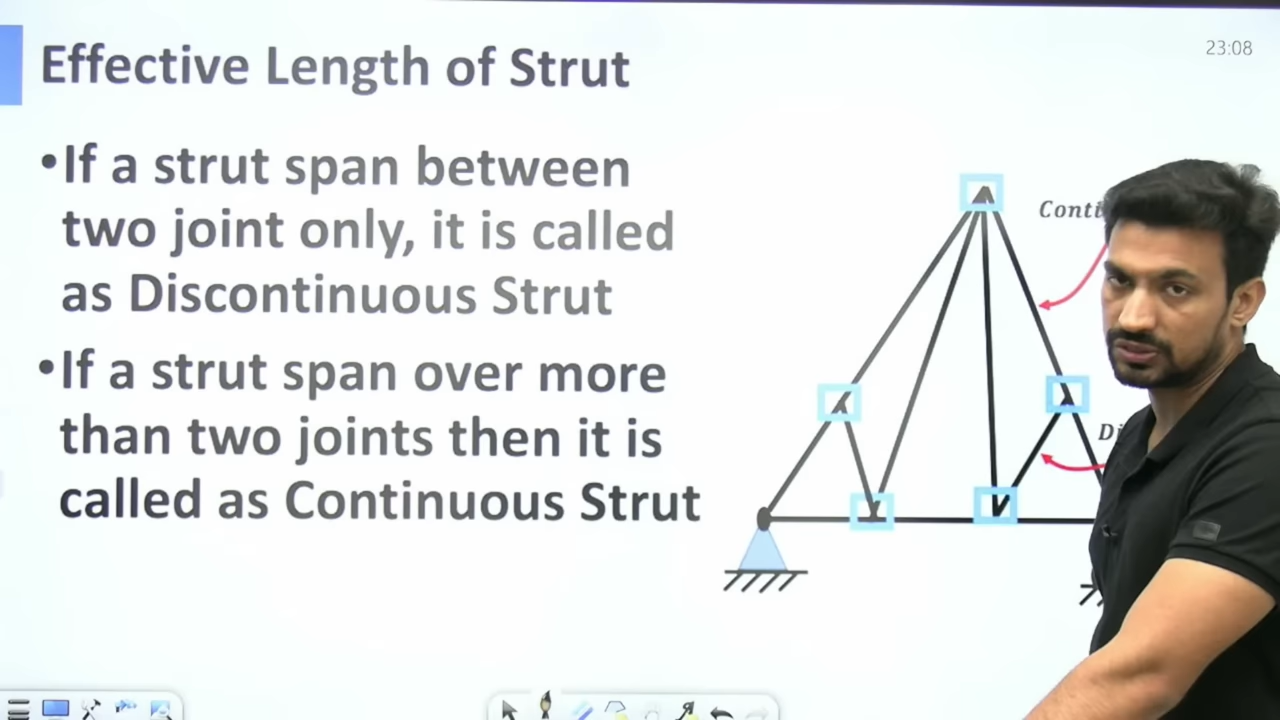 23:08
Effective Length of Strut
•If a strut span between
two joint only, it is called
as Discontinuous Strut
•If a strut span over more
than two joints then it is
called as Continuous Strut